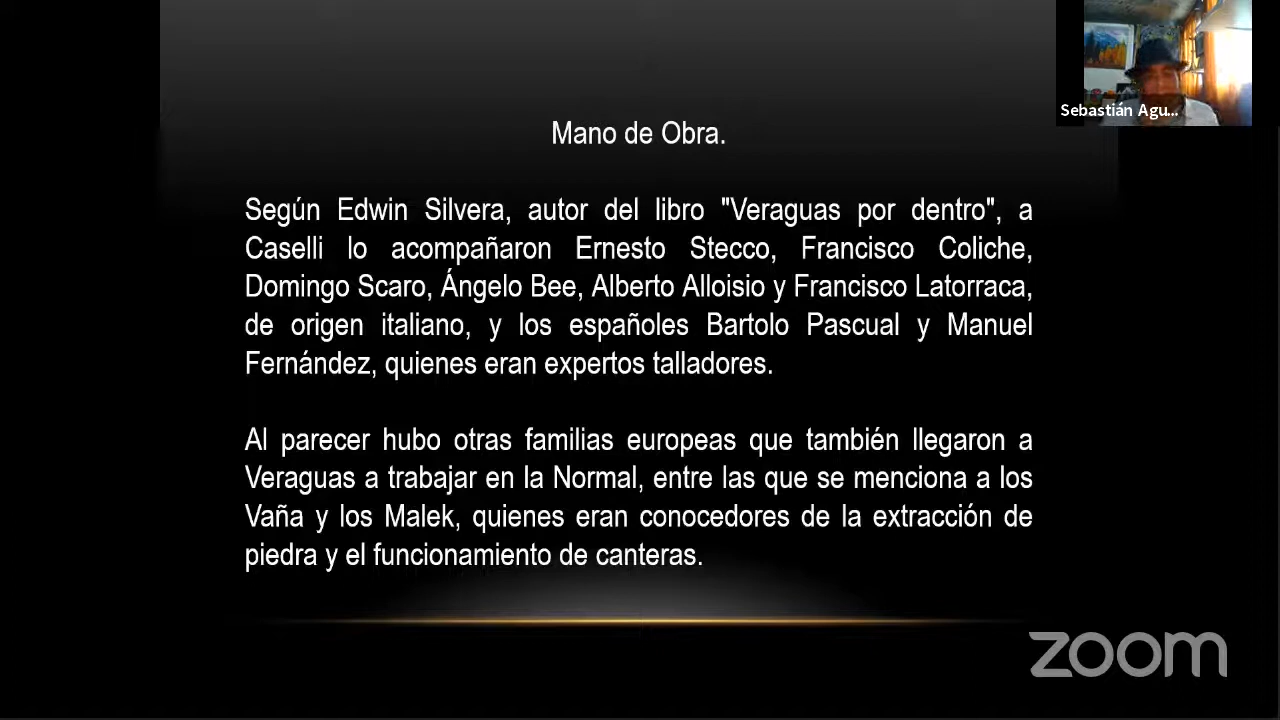 Sebastián Agu...
Mano de Obra.
Según Edwin Silvera, autor del libro "Veraguas por dentro", a
Caselli lo acompañaron Ernesto Stecco, Francisco Coliche,
Domingo Scaro, Ángelo Bee, Alberto Alloisio y Francisco Latorraca,
de origen italiano, y los españoles Bartolo Pascual y Manuel
Fernández, quienes eran expertos talladores.
Al parecer hubo otras familias europeas que también llegaron a
Veraguas a trabajar en la Normal, entre las que se menciona a los
Vaña y los Malek, quienes eran conocedores de la extracción de
piedra y el funcionamiento de canteras.
zoom